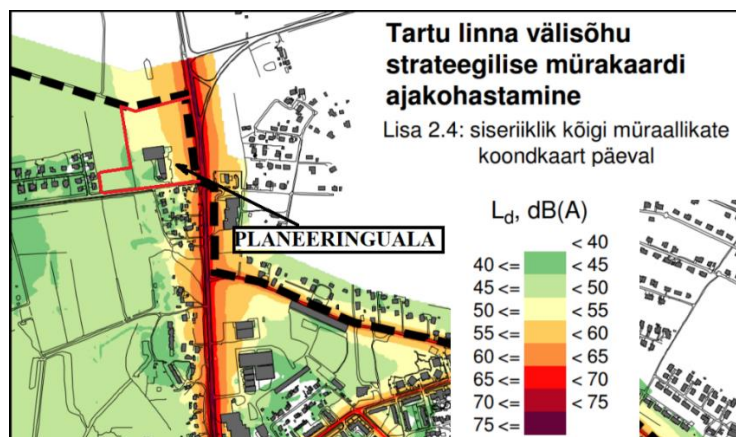 Tartu linna välisõhu
strateegilise mürakaardi
ajakohastamine
Lisa 2.4: siseriiklik kõigi müraallikate
koondkaart päeval
PLANEERINGUALA
L_d, dB(A)
< 40
40 <= < 45
45 <= < 50
50 <= < 55
55 <= < 60
60 <= < 65
65 <= < 70
70 <= < 75
75 <=